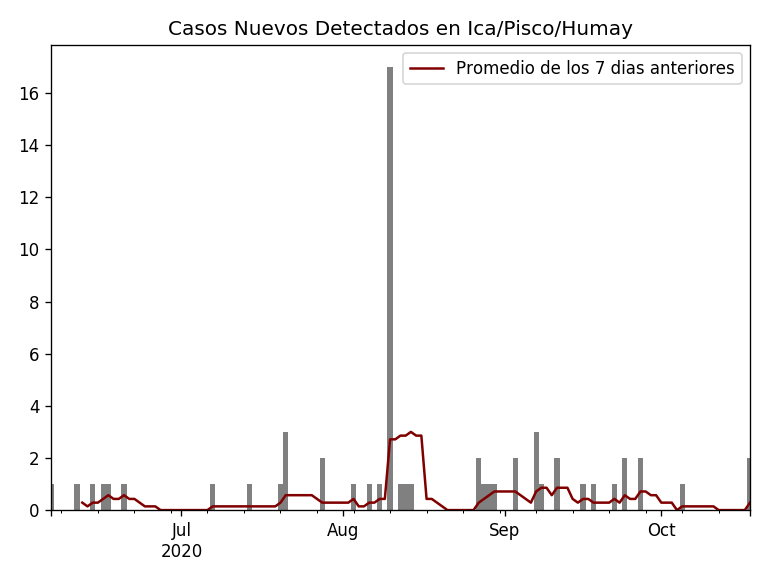 Casos Nuevos Detectados en Ica/Pisco/Humay
Promedio de los 7 dias anteriores
16
14
12
10
8
6
4
2
0
Jul
2020
Aug
Sep
Oct